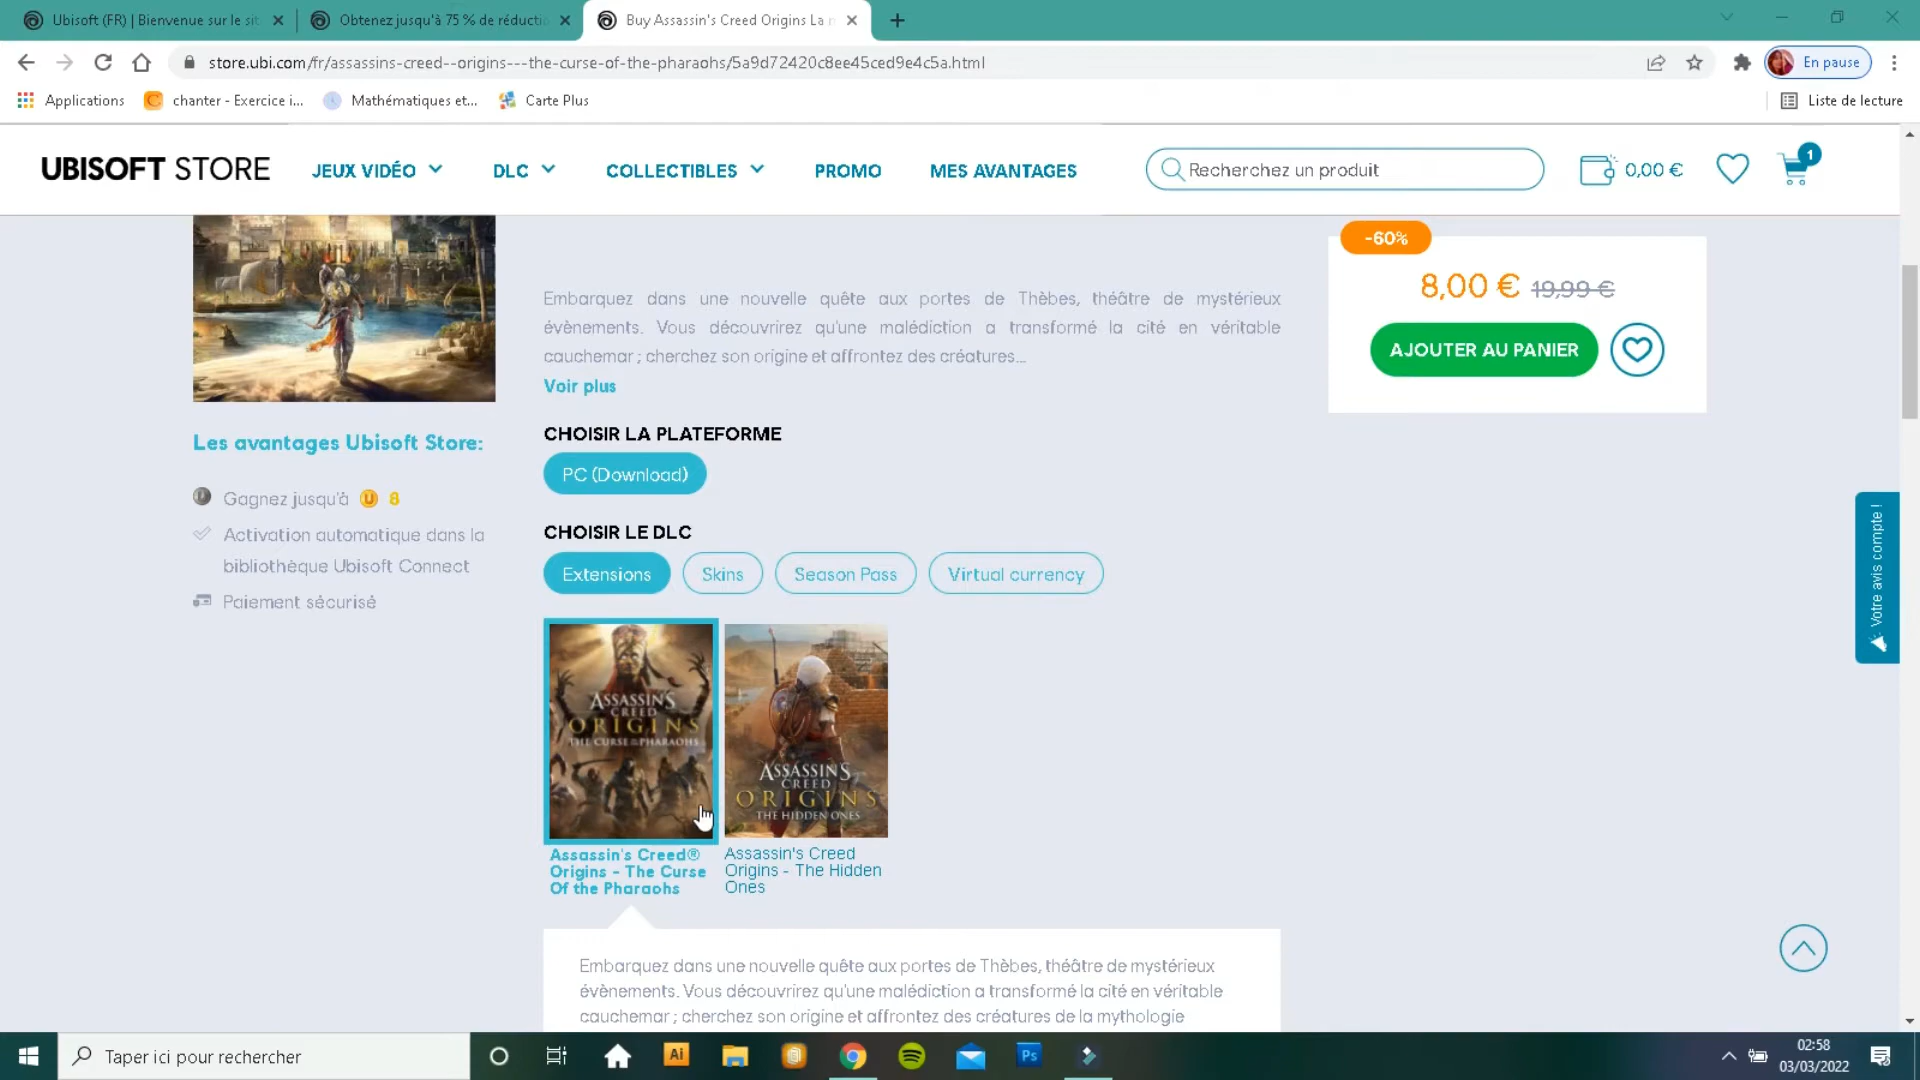 Ubisoft (FR) | Bienvenue sur le sit
Obtenez jusqu'à 75 % de réductio
Buy Assassin's Creed Origins La m
store.ubi.com/fr/assassins-creed--origins---the-curse-of-the-pharaohs/5a9d72420c8ee45ced9e4c5a.html
En pause
Applications
chanter - Exercice i...
Mathématiques et...
Carte Plus
Liste de lecture
UBISOFT STORE
JEUX VIDÉO
DLC
COLLECTIBLES
PROMO
MES AVANTAGES
Recherchez un produit
0,00 €
1
-60%
8,00 € 19,99 €
AJOUTER AU PANIER
Embarquez dans une nouvelle quête aux portes de Thèbes, théâtre de mystérieux
évènements. Vous découvrirez qu'une malédiction a transformé la cité en véritable
cauchemar ; cherchez son origine et affrontez des créatures...
Voir plus
Les avantages Ubisoft Store:
Gagnez jusqu'à 8
Activation automatique dans la
bibliothèque Ubisoft Connect
Paiement sécurisé
CHOISIR LA PLATEFORME
PC (Download)
CHOISIR LE DLC
Extensions
Skins
Season Pass
Virtual currency
ASSASSIN'S
CREED
ORIGINS
THE CURSE OF THE PHARAOHS
ASSASSIN'S
CREED
ORIGINS
THE HIDDEN ONES
Assassin's Creed®
Origins - The Curse
Of the Pharaohs
Assassin's Creed
Origins - The Hidden
Ones
Embarquez dans une nouvelle quête aux portes de Thèbes, théâtre de mystérieux
évènements. Vous découvrirez qu'une malédiction a transformé la cité en véritable
cauchemar ; cherchez son origine et affrontez des créatures de la mythologie
Votre avis compte !
Taper ici pour rechercher
Ai
Ps
02:58
03/03/2022